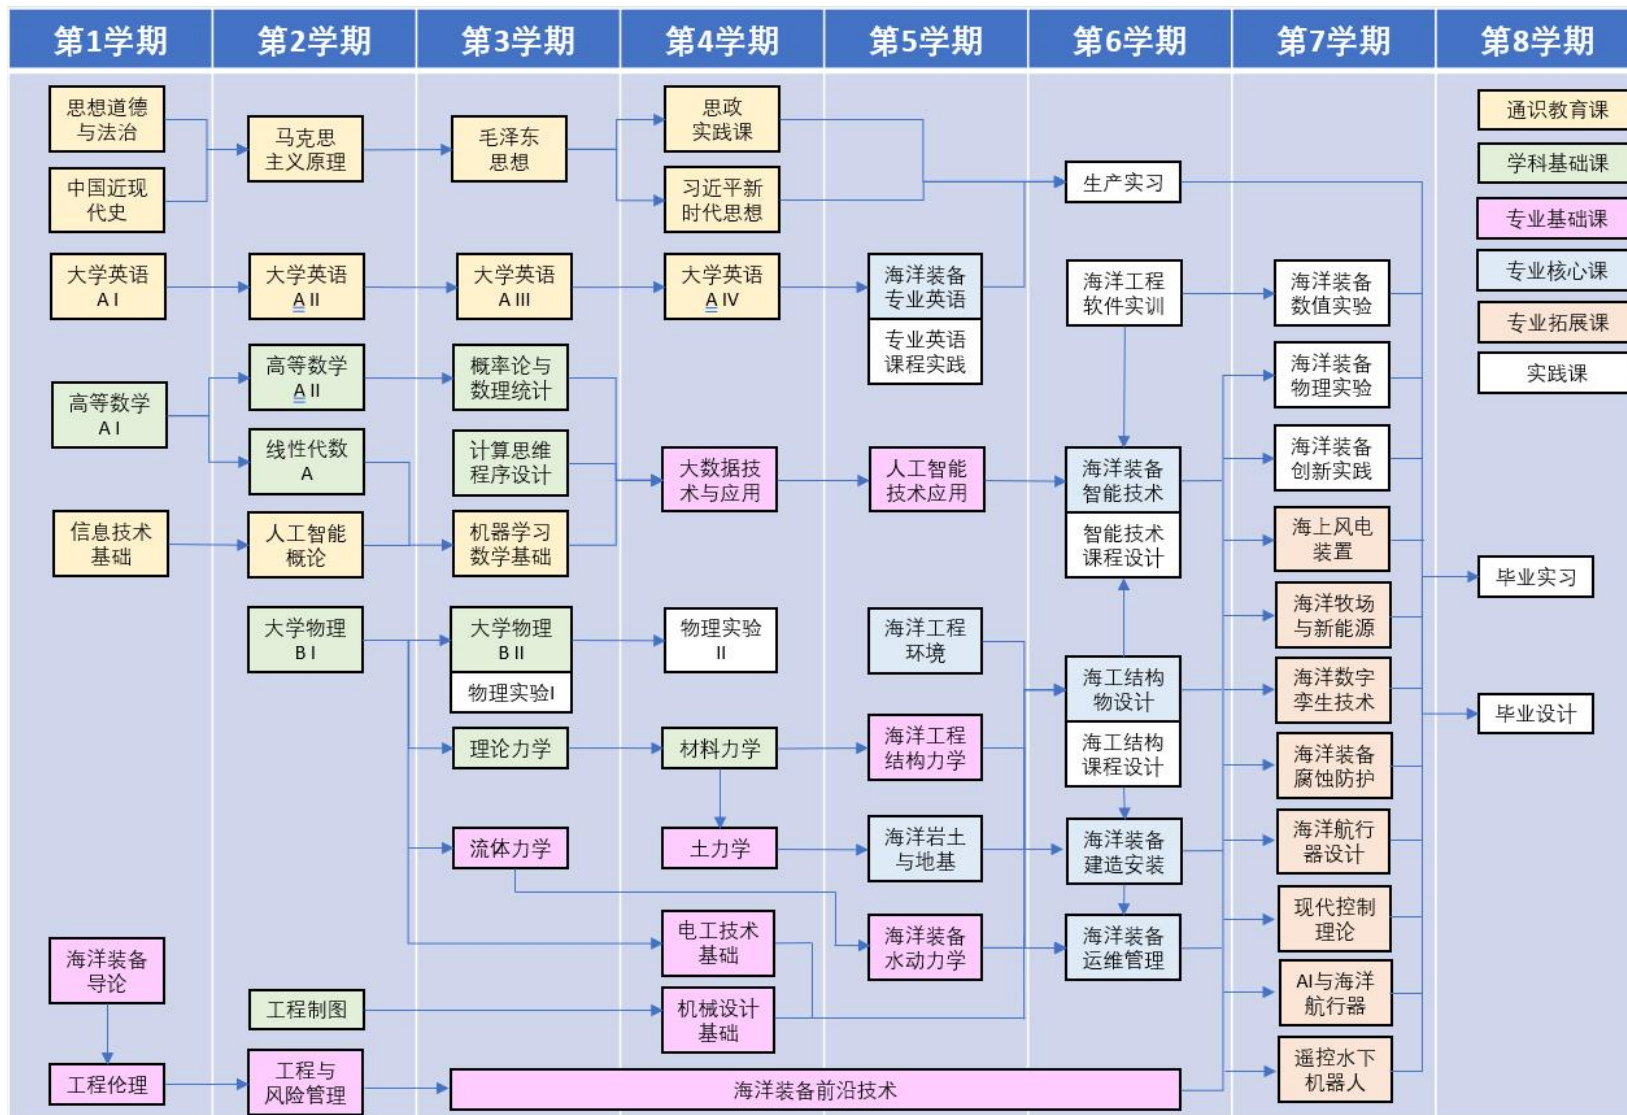 第1学期
第2学期
第3学期
第4学期
第5学期
第6学期
第7学期
第8学期
思想道德
与法治
中国近现
代史
大学英语
A I
高等数学
A I
信息技术
基础
海洋装备
导论
工程伦理
马克思
主义原理
大学英语
A II
高等数学
A II
线性代数
A
人工智能
概论
大学物理
B I
工程制图
工程与
风险管理
毛泽东
思想
大学英语
A III
概率论与
数理统计
计算思维
程序设计
机器学习
数学基础
大学物理
B II
物理实验I
理论力学
流体力学
海洋装备前沿技术
思政
实践课
习近平新
时代思想
大学英语
A IV
大数据技
术与应用
物理实验
II
材料力学
土力学
电工技术
基础
机械设计
基础
海洋装备
专业英语
专业英语
课程实践
人工智能
技术应用
海洋工程
环境
海洋工程
结构力学
海洋岩土
与地基
海洋装备
水动力学
生产实习
海洋工程
软件实训
海洋装备
智能技术
智能技术
课程设计
海工结构
物设计
海工结构
课程设计
海洋装备
建造安装
海洋装备
运维管理
海洋装备
数值实验
海洋装备
物理实验
海洋装备
创新实践
海上风电
装置
海洋牧场
与新能源
海洋数字
孪生技术
海洋装备
腐蚀防护
海洋航行
器设计
现代控制
理论
AI与海洋
航行器
遥控水下
机器人
通识教育课
学科基础课
专业基础课
专业核心课
专业拓展课
实践课
毕业实习
毕业设计